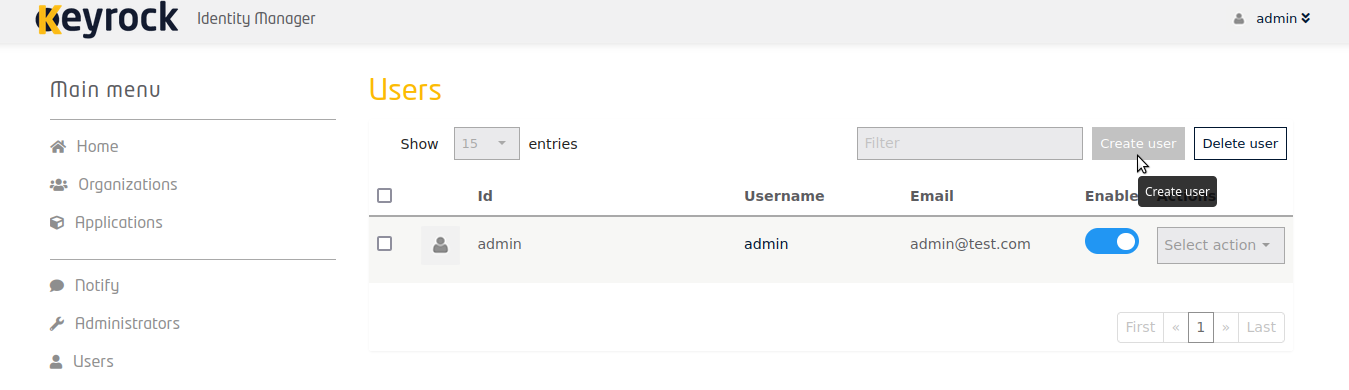 Keyrock Identity Manager admin
Main menu
Home
Organizations
Applications
Notify
Administrators
Users
Users
Show 15 entries Filter Create user Delete user
Create user
Id Username Email Enable Actions
admin admin admin@test.com Select action
First « 1 » Last